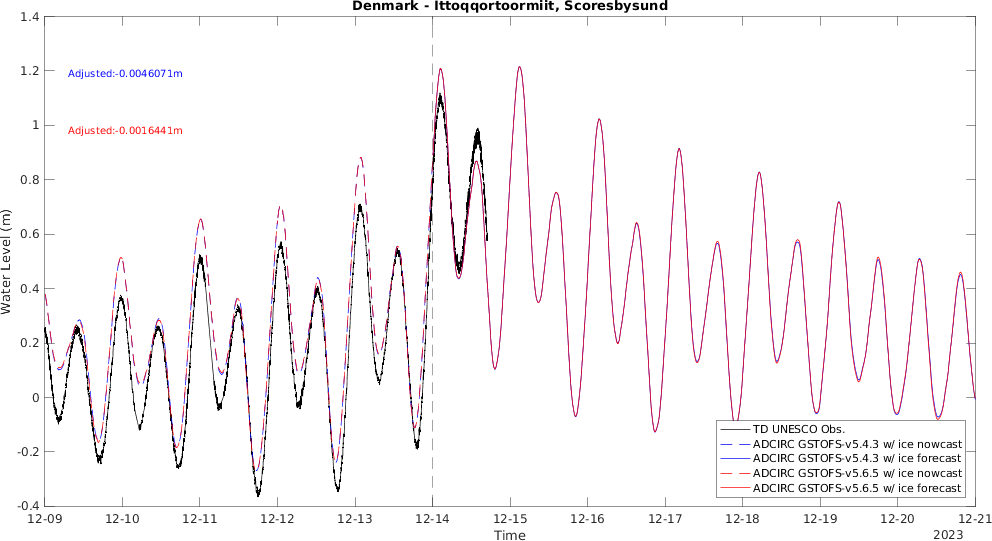 Denmark - Ittoqqortoormiit, Scoresbysund
Water Level (m)
1.4
1.2
1
0.8
0.6
0.4
0.2
0
-0.2
-0.4
Adjusted:-0.0046071m
Adjusted:-0.0016441m
TD UNESCO Obs.
ADCIRC GSTOFS-v5.4.3 w/ ice nowcast
ADCIRC GSTOFS-v5.4.3 w/ ice forecast
ADCIRC GSTOFS-v5.6.5 w/ ice nowcast
ADCIRC GSTOFS-v5.6.5 w/ ice forecast
12-09 12-10 12-11 12-12 12-13 12-14 12-15 12-16 12-17 12-18 12-19 12-20 12-21
Time
2023